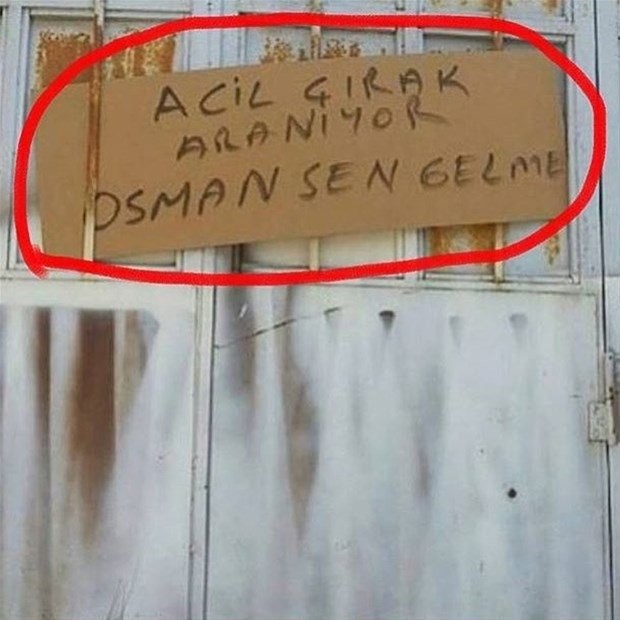 ACİL ÇIRAK
ARANIYOR
OSMAN SEN GELME